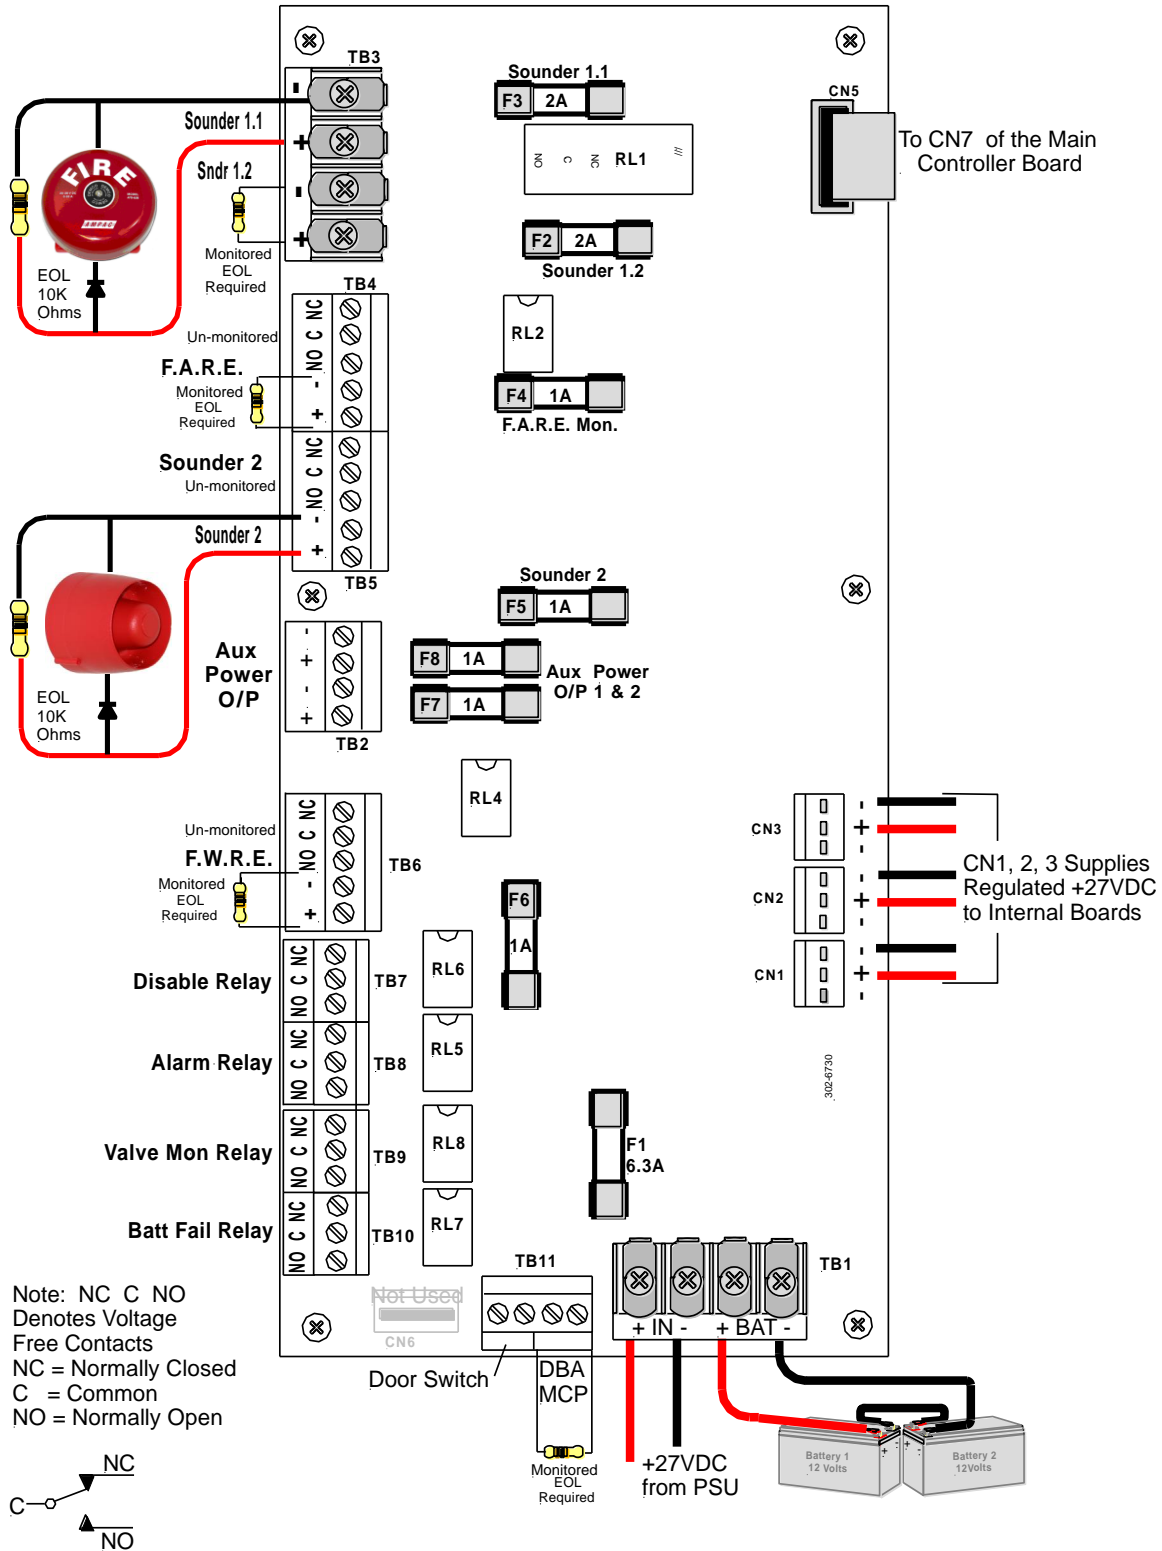 TB3
Sounder 1.1
F3 2A
CN5
- 
Sounder 1.1
+
NO C NC RL1 ///
To CN7 of the Main
Controller Board
FIRE
AMPAC
Sndr 1.2
-
+
F2 2A
Sounder 1.2
Monitored
EOL
Required
EOL
10K
Ohms
TB4
Un-monitored
NO C NC
RL2
F.A.R.E.
Monitored
EOL
Required
-
+
F4 1A
F.A.R.E. Mon.
Sounder 2
Un-monitored
NO C NC
Sounder 2
-
+
TB5
Sounder 2
F5 1A
EOL
10K
Ohms
Aux
Power
O/P
-
+
-
+
TB2
F8 1A
F7 1A
Aux Power
O/P 1 & 2
RL4
Un-monitored
F.W.R.E.
NO C NC
TB6
Monitored
EOL
Required
-
+
F6
1A
CN3
-
+
-
CN2
-
+
-
CN1
-
+
-
CN1, 2, 3 Supplies
Regulated +27VDC
to Internal Boards
Disable Relay
NO C NC
TB7
RL6
Alarm Relay
NO C NC
TB8
RL5
302-6730
Valve Mon Relay
NO C NC
TB9
RL8
F1
6.3A
Batt Fail Relay
NO C NC
TB10
RL7
TB11
TB1
Not Used
CN6
+ IN -
+ BAT -
Note: NC C NO
Denotes Voltage
Free Contacts
NC = Normally Closed
C = Common
NO = Normally Open
Door Switch
DBA
MCP
Monitored
EOL
Required
+27VDC
from PSU
+ -
Battery 1
12 Volts
- +
Battery 2
12Volts
NC
C
NO